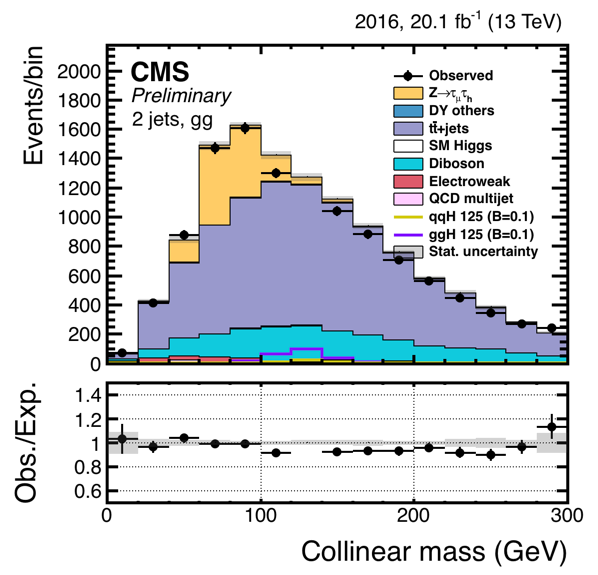 2016, 20.1 fb⁻¹ (13 TeV)
Events/bin
2000
1800
1600
1400
1200
1000
800
600
400
200
0
CMS
Preliminary
2 jets, gg
Observed
Z→τμτh
DY others
tt̄+jets
SM Higgs
Diboson
Electroweak
QCD multijet
qqH 125 (B=0.1)
ggH 125 (B=0.1)
Stat. uncertainty
Obs./Exp.
1.4
1.2
1
0.8
0.6
0 100 200 300
Collinear mass (GeV)